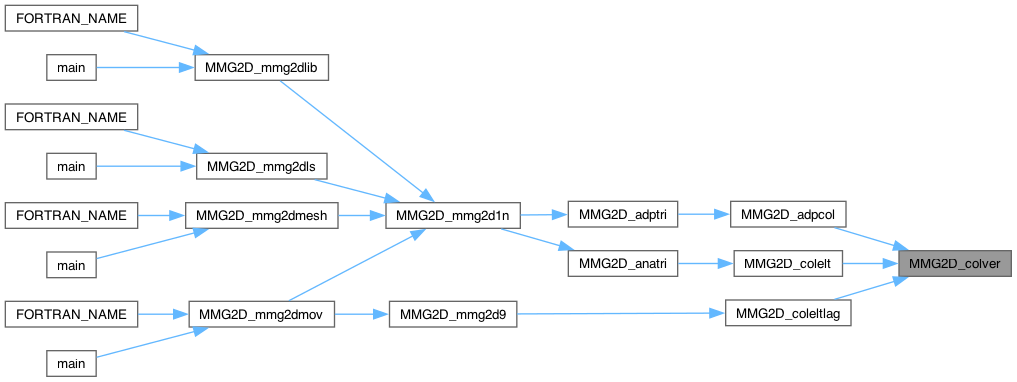 FORTRAN_NAME
main
MMG2D_mmg2dlib
FORTRAN_NAME
main
MMG2D_mmg2dls
FORTRAN_NAME
main
MMG2D_mmg2dmesh
MMG2D_mmg2d1n
MMG2D_adptri
MMG2D_adpcol
MMG2D_anatri
MMG2D_colelt
MMG2D_colver
FORTRAN_NAME
main
MMG2D_mmg2dmov
MMG2D_mmg2d9
MMG2D_coleltlag